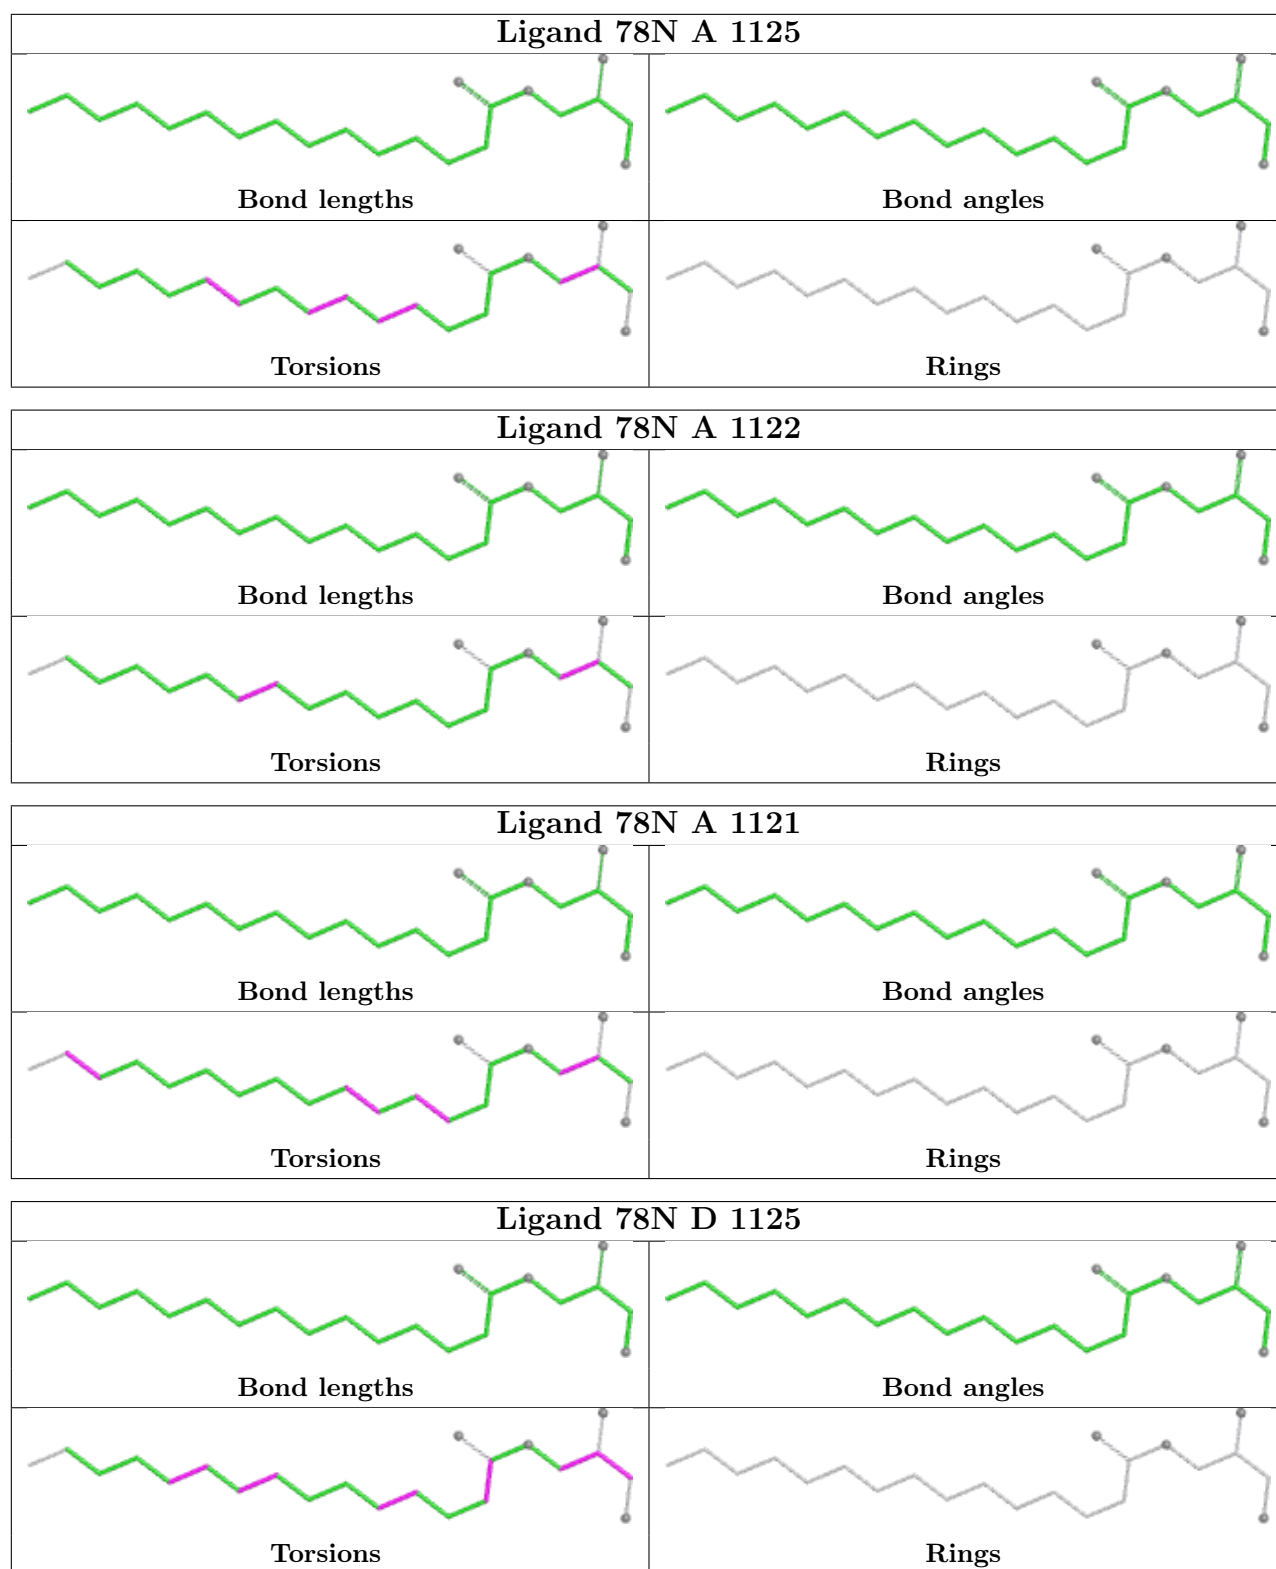 Ligand 78N A 1125
Bond lengths
Bond angles
Torsions
Rings
Ligand 78N A 1122
Bond lengths
Bond angles
Torsions
Rings
Ligand 78N A 1121
Bond lengths
Bond angles
Torsions
Rings
Ligand 78N D 1125
Bond lengths
Bond angles
Torsions
Rings